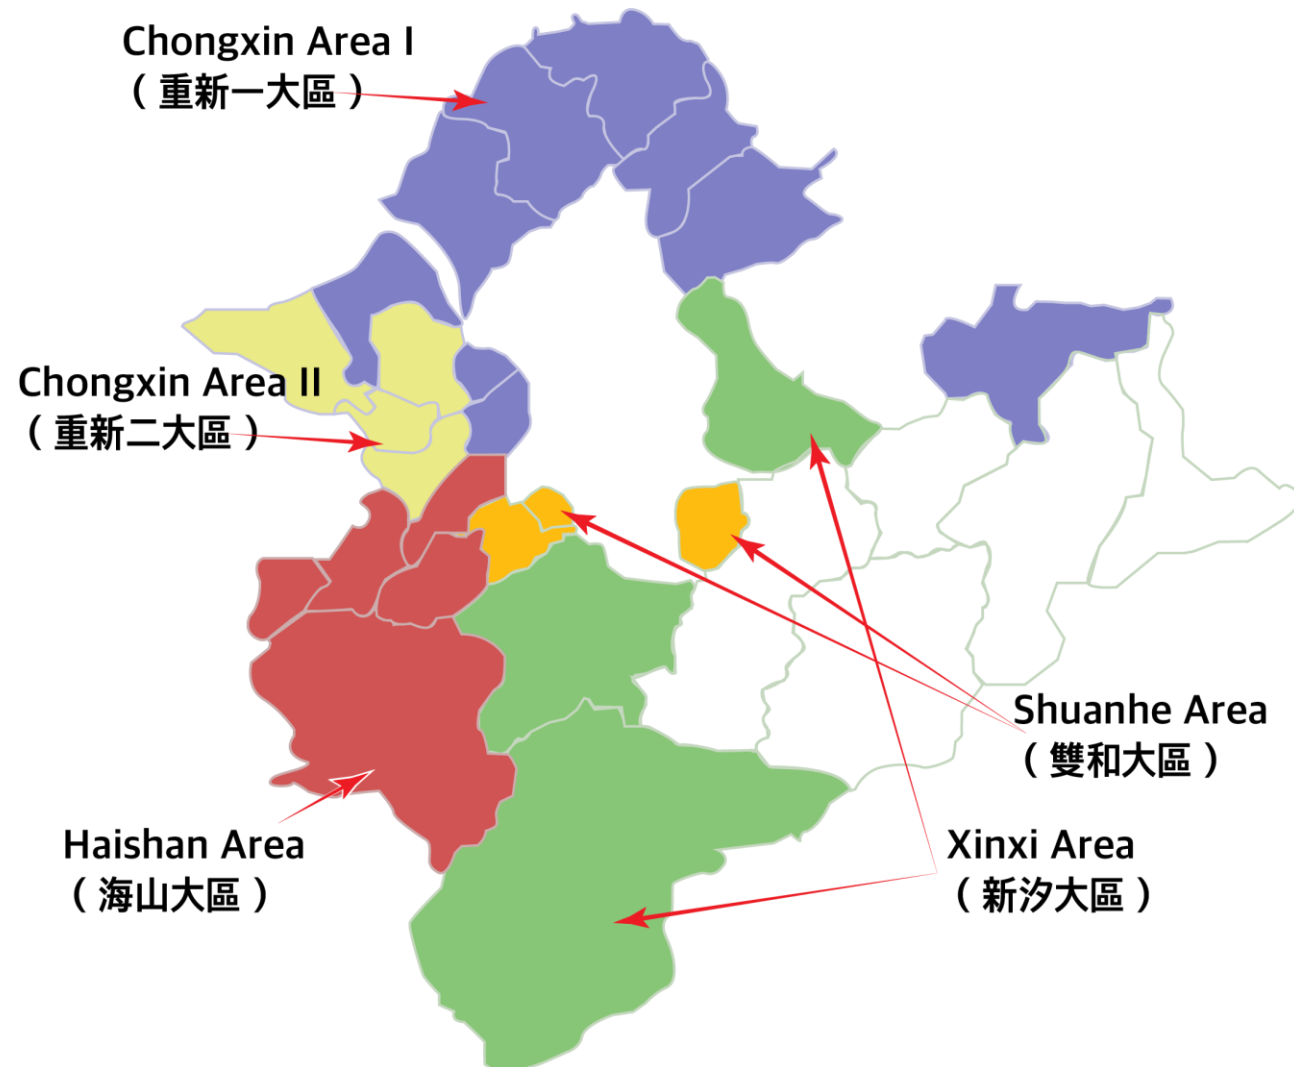 Chongxin Area I
（重新一大區）
Chongxin Area II
（重新二大區）
Shuanhe Area
（雙和大區）
Haishan Area
（海山大區）
Xinxi Area
（新汐大區）